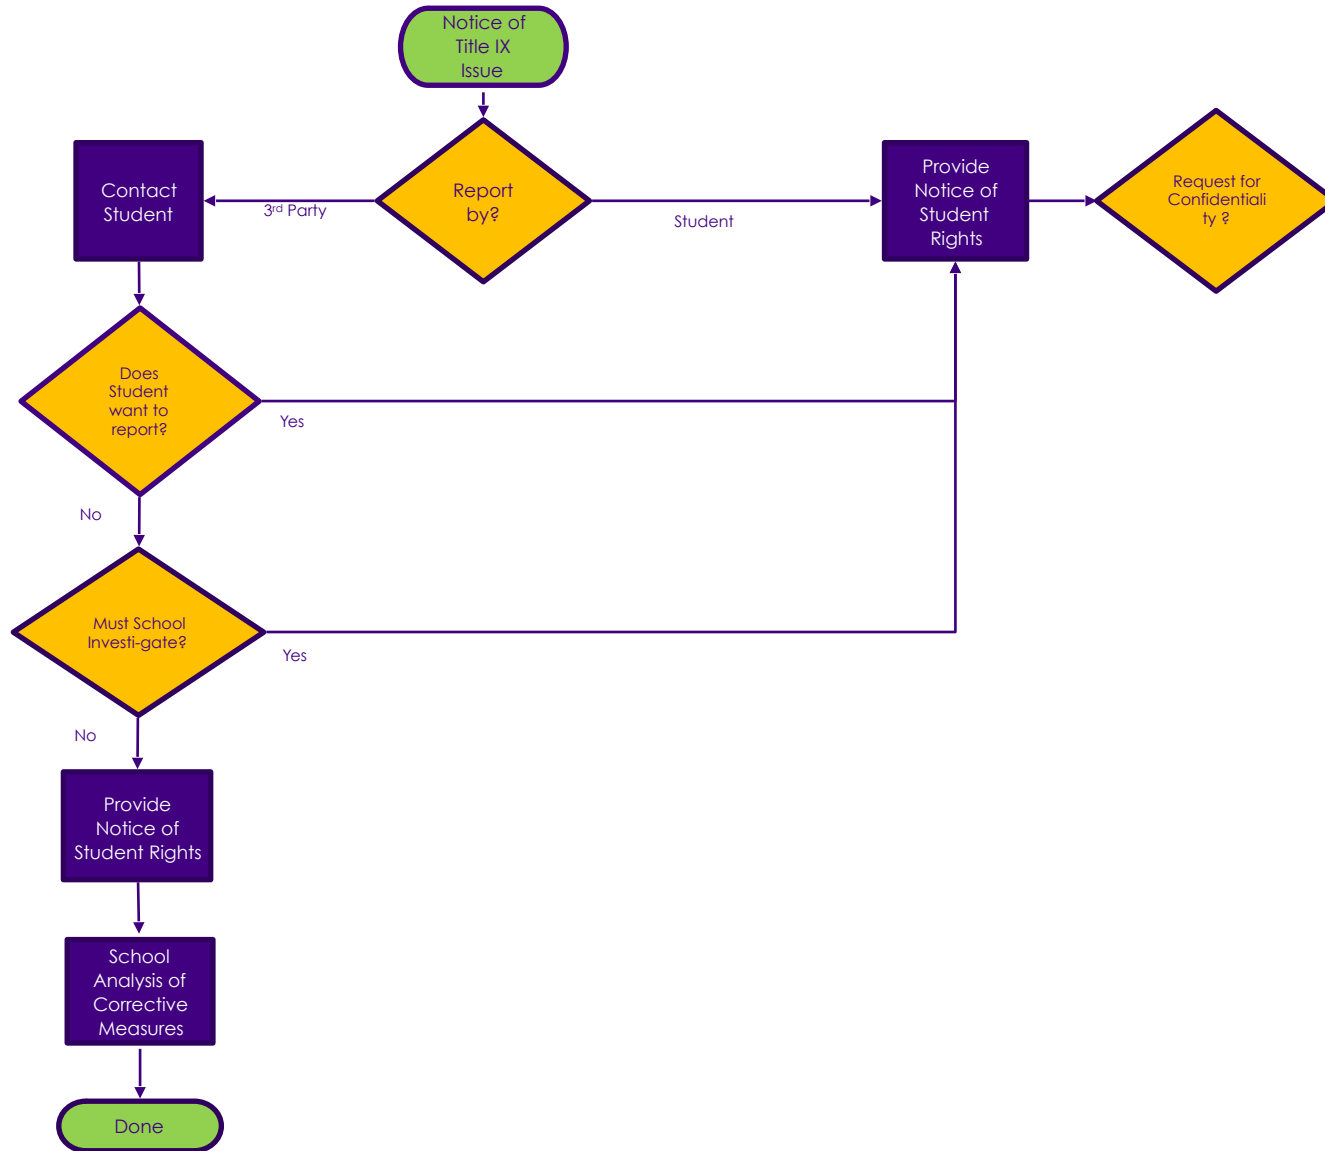 Notice of
Title IX
Issue
Contact
Student
3rd Party
Report
by?
Student
Provide
Notice of
Student
Rights
Request for
Confidentiali
ty ?
Does
Student
want to
report?
Yes
No
Must School
Investi-gate?
Yes
No
Provide
Notice of
Student Rights
School
Analysis of
Corrective
Measures
Done